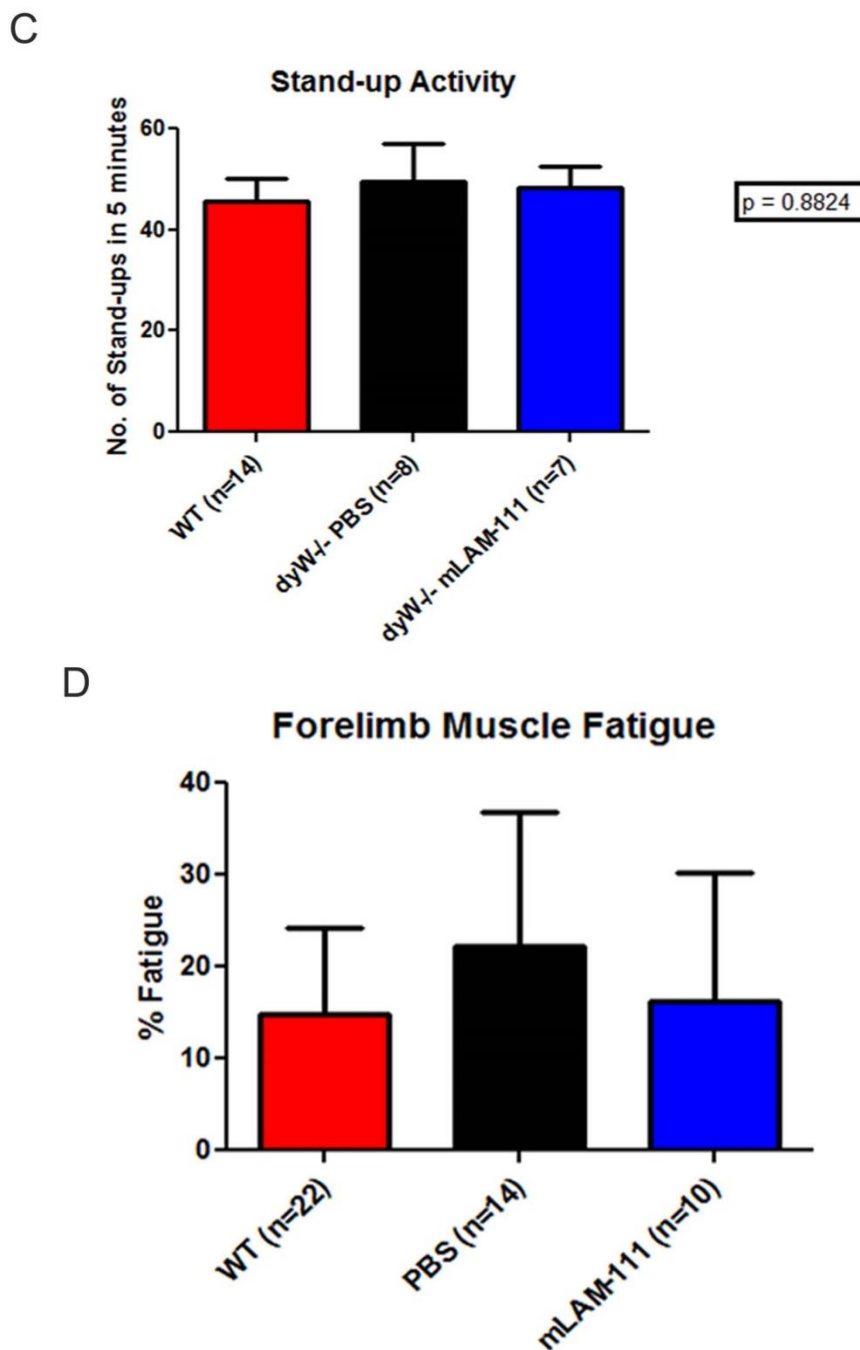 C
Stand-up Activity
No. of Stand-ups in 5 minutes
60
40
20
0
WT (n=14)
dyW-/- PBS (n=8)
dyW-/- mLAM-111 (n=7)
p = 0.8824
D
Forelimb Muscle Fatigue
% Fatigue
40
30
20
10
0
WT (n=22)
PBS (n=14)
mLAM-111 (n=10)